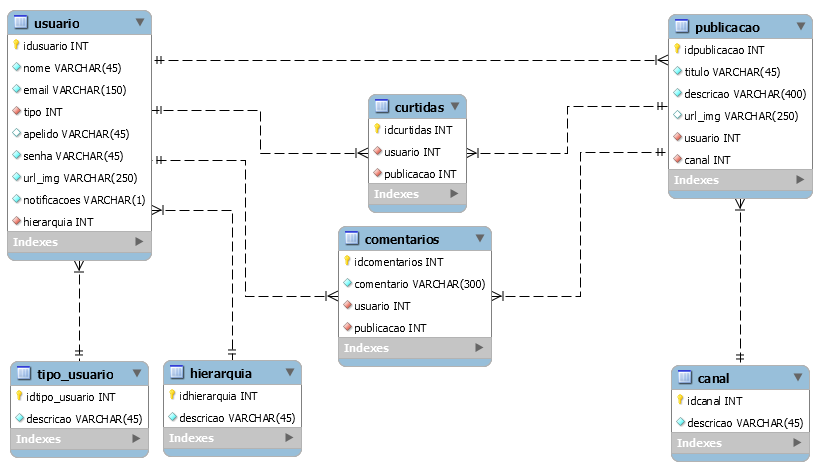 usuario
idusuario INT
nome VARCHAR(45)
email VARCHAR(150)
tipo INT
apelido VARCHAR(45)
senha VARCHAR(45)
url_img VARCHAR(250)
notificacoes VARCHAR(1)
hierarquia INT
Indexes
publicacao
idpublicacao INT
titulo VARCHAR(45)
descricao VARCHAR(400)
url_img VARCHAR(250)
usuario INT
canal INT
Indexes
curtidas
idcurtidas INT
usuario INT
publicacao INT
Indexes
comentarios
idcomentarios INT
comentario VARCHAR(300)
usuario INT
publicacao INT
Indexes
tipo_usuario
idtipo_usuario INT
descricao VARCHAR(45)
Indexes
hierarquia
idhierarquia INT
descricao VARCHAR(45)
Indexes
canal
idcanal INT
descricao VARCHAR(45)
Indexes